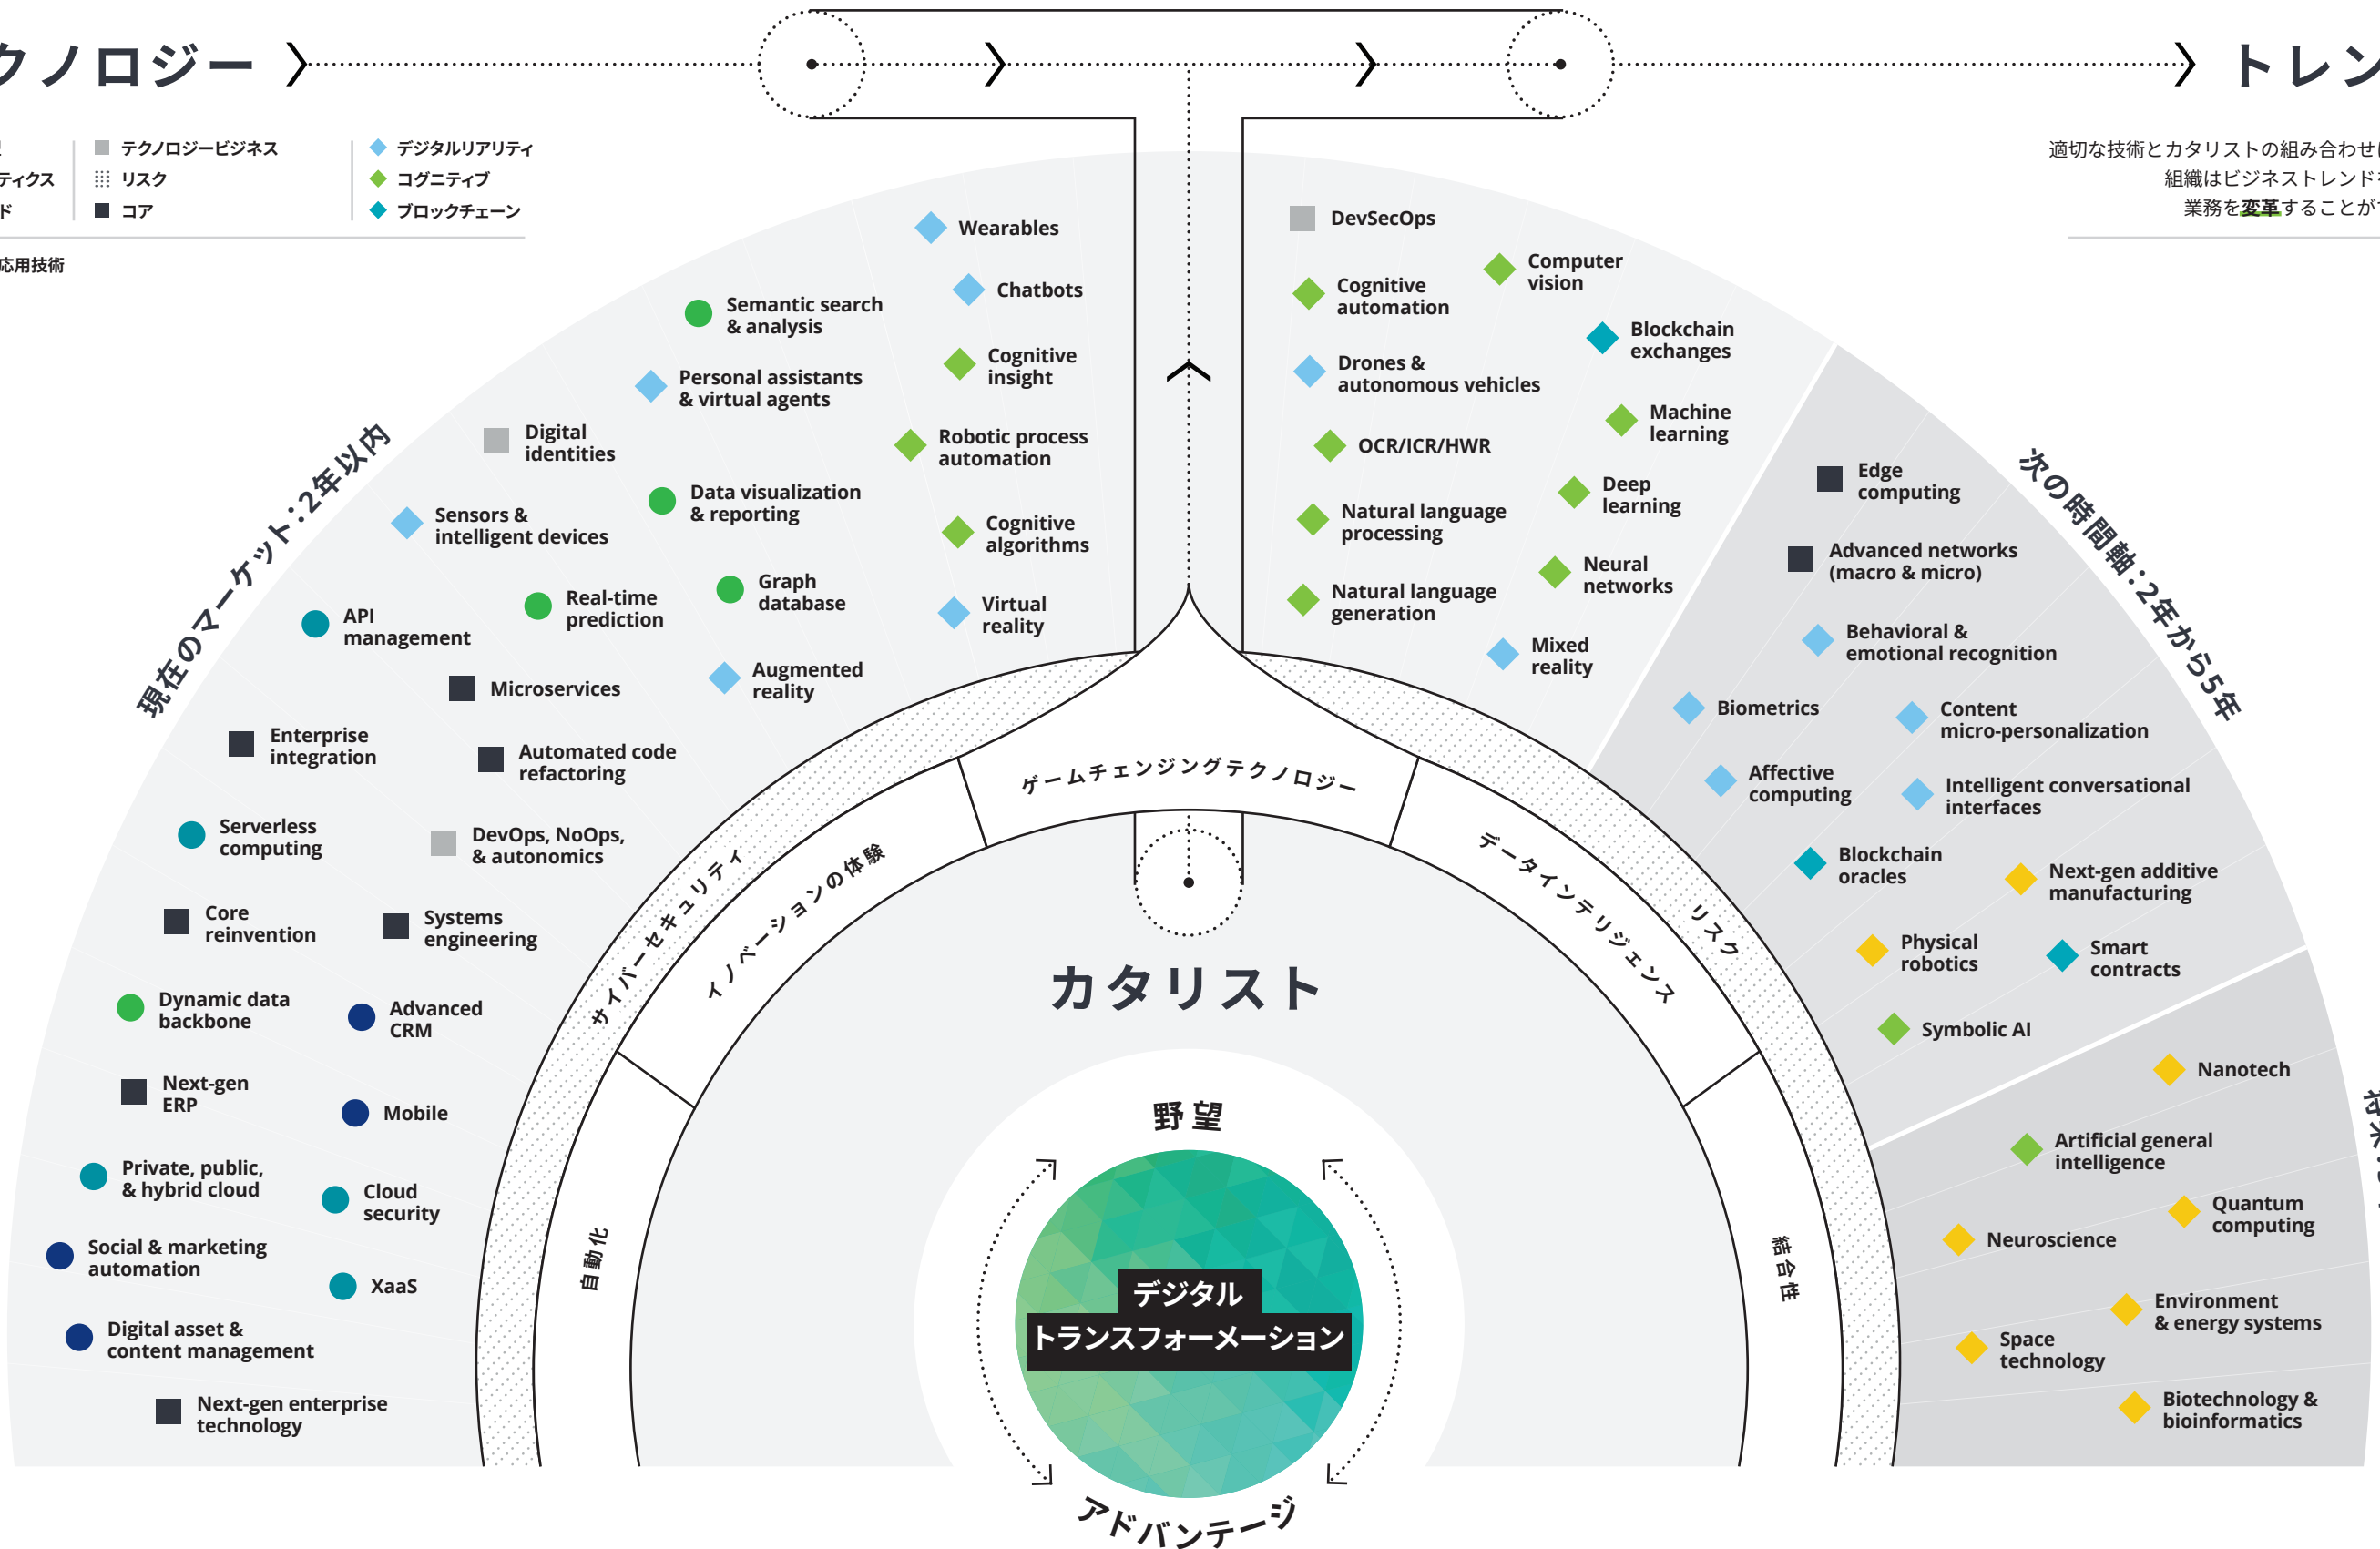 クノロジー
トレン
ティクス
ド
テクノロジービジネス
リスク
コア
デジタルリアリティ
コグニティブ
ブロックチェーン
応用技術
適切な技術とカタリストの組み合わせ
組織はビジネストレンド
業務を変革することが
現在のマーケット：2年以内
次の時間軸：2年から5年
Wearables
Chatbots
Semantic search
& analysis
Cognitive
insight
Personal assistants
& virtual agents
Digital
identities
Robotic process
automation
Data visualization
& reporting
Sensors &
intelligent devices
Cognitive
algorithms
Graph
database
Real-time
prediction
Virtual
reality
API
management
Augmented
reality
Microservices
Enterprise
integration
Automated code
refactoring
Serverless
computing
DevOps, NoOps,
& autonomics
Core
reinvention
Systems
engineering
Dynamic data
backbone
Advanced
CRM
Next-gen
ERP
Mobile
Private, public,
& hybrid cloud
Cloud
security
Social & marketing
automation
XaaS
Digital asset &
content management
Next-gen enterprise
technology
DevSecOps
Computer
vision
Cognitive
automation
Blockchain
exchanges
Drones &
autonomous vehicles
Machine
learning
OCR/ICR/HWR
Deep
learning
Natural language
processing
Neural
networks
Natural language
generation
Mixed
reality
Edge
computing
Advanced networks
(macro & micro)
Behavioral &
emotional recognition
Biometrics
Content
micro-personalization
Affective
computing
Intelligent conversational
interfaces
Blockchain
oracles
Next-gen additive
manufacturing
Physical
robotics
Smart
contracts
Symbolic AI
Nanotech
Artificial general
intelligence
Quantum
computing
Neuroscience
Environment
& energy systems
Space
technology
Biotechnology &
bioinformatics
サイバーセキュリティ
リスク
自動化
イノベーションの体験
ゲームチェンジングテクノロジー
データインテリジェンス
結合性
カタリスト
野望
デジタル
トランスフォーメーション
アドバンテージ